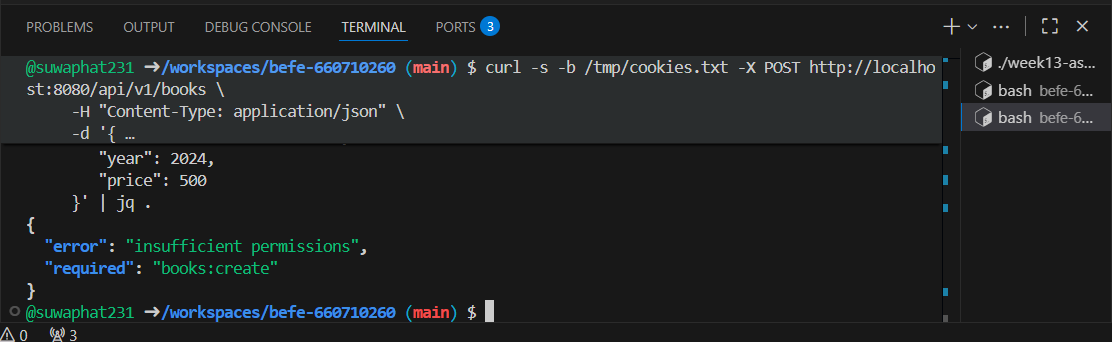 PROBLEMS OUTPUT DEBUG CONSOLE TERMINAL PORTS 3
@suwaphat231 ➜/workspaces/befe-660710260 (main) $ curl -s -b /tmp/cookies.txt -X POST http://localho
st:8080/api/v1/books \
-H "Content-Type: application/json" \
-d '{ …
"year": 2024,
"price": 500
}' | jq .
{
"error": "insufficient permissions",
"required": "books:create"
}
@suwaphat231 ➜/workspaces/befe-660710260 (main) $
./week13-as...
bash befe-6...
bash befe-6...
0 3